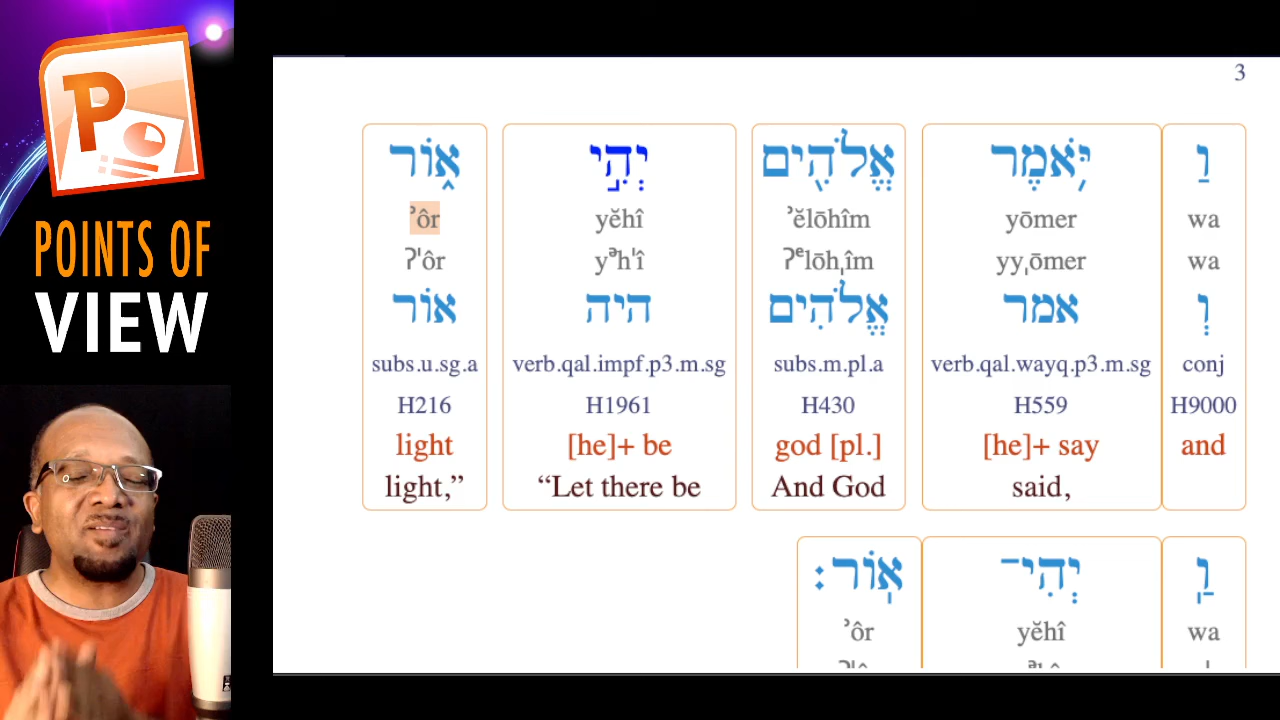 P
POINTS OF
VIEW
3
וַ
wa
wa
וְ
conj
H9000
and
יֹּ֥אמֶר
yōmer
yyˌōmer
אמר
verb.qal.wayq.p3.m.sg
H559
[he]+ say
said,
אֱלֹהִ֖ים
ʾĕlōhîm
ʔᵉlōhˌîm
אֱלֹהִים
subs.m.pl.a
H430
god [pl.]
And God
יְהִ֣י
yĕhî
yᵊhˈî
היה
verb.qal.impf.p3.m.sg
H1961
[he]+ be
“Let there be
אֹ֑ור
ʾôr
ʔˈôr
אֹור
subs.u.sg.a
H216
light
light,”
וַֽ
wa
יְהִי־
yĕhî
אֹֽור׃
ʾôr